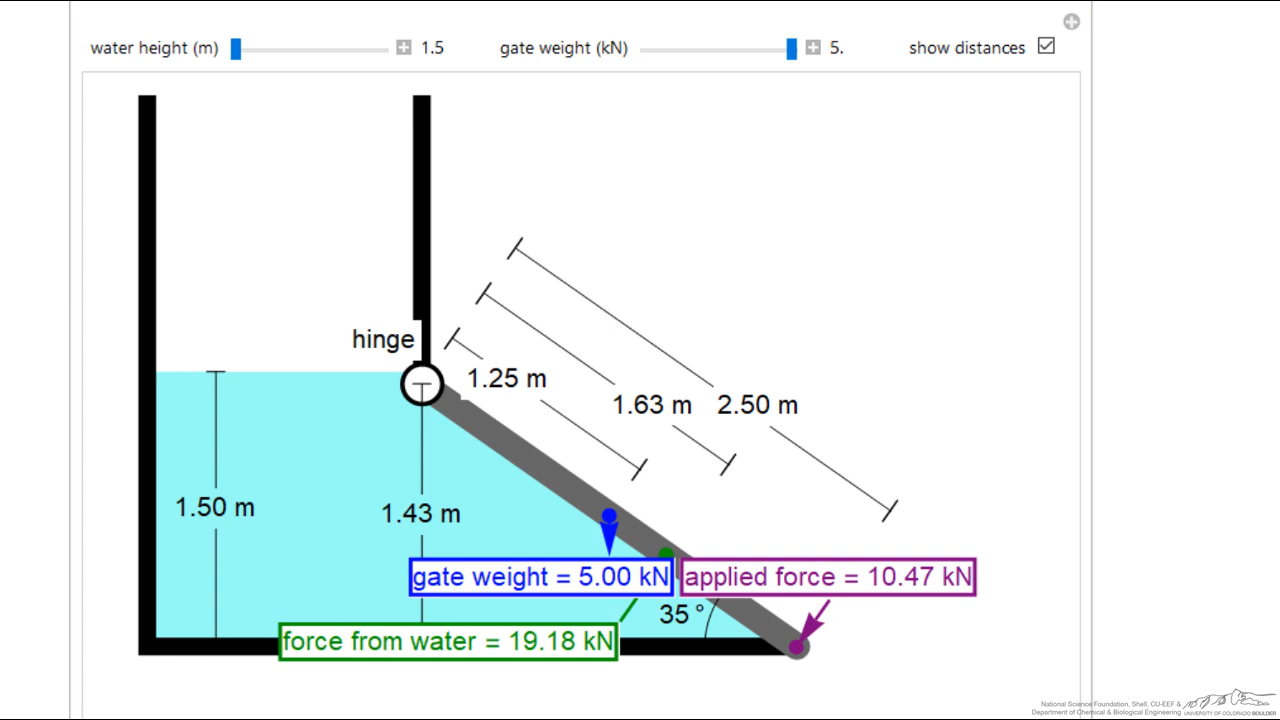 water height (m) 1.5 gate weight (kN) 5. show distances
hinge
1.25 m
1.63 m 2.50 m
1.50 m
1.43 m
gate weight = 5.00 kN applied force = 10.47 kN
35 °
force from water = 19.18 kN
National Science Foundation, Shell, CU-EEF &
Department of Chemical & Biological Engineering UNIVERSITY OF COLORADO BOULDER